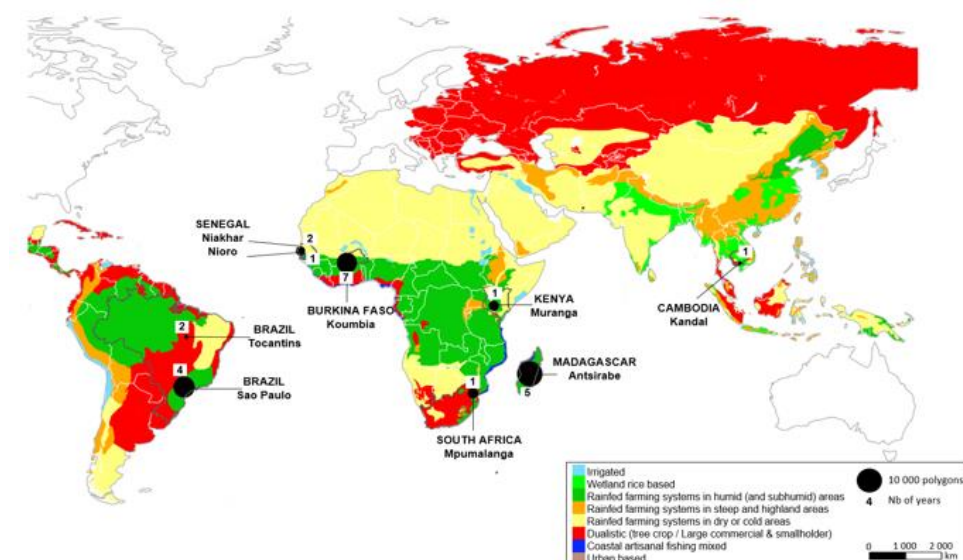 SENEGAL
Niakhar
Nioro
2
1
7
BURKINA FASO
Koumbia
1
KENYA
Muranga
1
CAMBODIA
Kandal
2
BRAZIL
Tocantins
4
BRAZIL
Sao Paulo
MADAGASCAR
Antsirabe
5
1
SOUTH AFRICA
Mpumalanga
Irrigated
Wetland rice based
Rainfed farming systems in humid (and subhumid) areas
Rainfed farming systems in steep and highland areas
Rainfed farming systems in dry or cold areas
Dualistic (tree crop / Large commercial & smallholder)
Coastal artisanal fishing mixed
Urban based
10 000 polygons
4 Nb of years
0 1 000 2 000
km